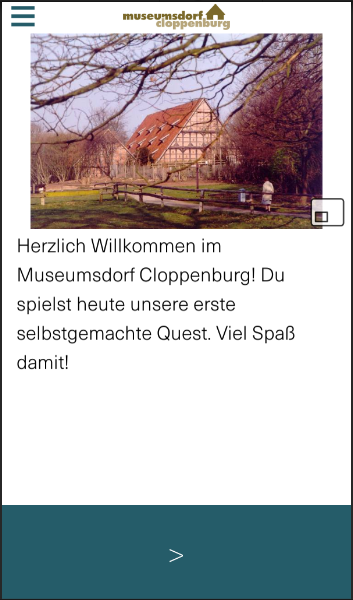 museumsdorf
cloppenburg
Herzlich Willkommen im
Museumsdorf Cloppenburg! Du
spielst heute unsere erste
selbstgemachte Quest. Viel Spaß
damit!
>